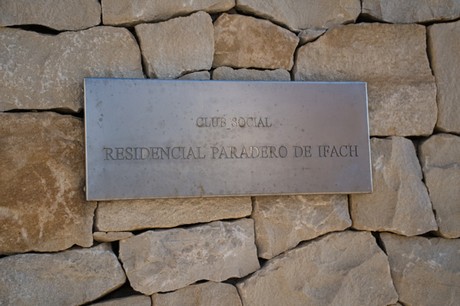 CLUB SOCIAL
RESIDENCIAL PARADERO DE IFACH